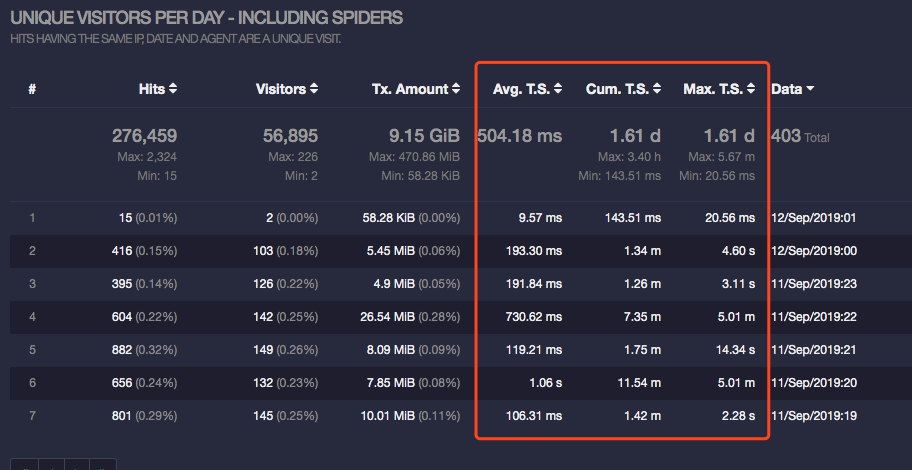 UNIQUE VISITORS PER DAY - INCLUDING SPIDERS
HITS HAVING THE SAME IP, DATE AND AGENT ARE A UNIQUE VISIT.
# Hits Visitors Tx. Amount Avg. T.S. Cum. T.S. Max. T.S. Data
276,459 56,895 9.15 GiB 504.18 ms 1.61 d 1.61 d 403 Total
Max: 2,324 Max: 226 Max: 470.86 MiB Max: 3.40 h Max: 5.67 m
Min: 15 Min: 2 Min: 58.28 KiB Min: 143.51 ms Min: 20.56 ms
1 15 (0.01%) 2 (0.00%) 58.28 KiB (0.00%) 9.57 ms 143.51 ms 20.56 ms 12/Sep/2019:01
2 416 (0.15%) 103 (0.18%) 5.45 MiB (0.06%) 193.30 ms 1.34 m 4.60 s 12/Sep/2019:00
3 395 (0.14%) 126 (0.22%) 4.9 MiB (0.05%) 191.84 ms 1.26 m 3.11 s 11/Sep/2019:23
4 604 (0.22%) 142 (0.25%) 26.54 MiB (0.28%) 730.62 ms 7.35 m 5.01 m 11/Sep/2019:22
5 882 (0.32%) 149 (0.26%) 8.09 MiB (0.09%) 119.21 ms 1.75 m 14.34 s 11/Sep/2019:21
6 656 (0.24%) 132 (0.23%) 7.85 MiB (0.08%) 1.06 s 11.54 m 5.01 m 11/Sep/2019:20
7 801 (0.29%) 145 (0.25%) 10.01 MiB (0.11%) 106.31 ms 1.42 m 2.28 s 11/Sep/2019:19